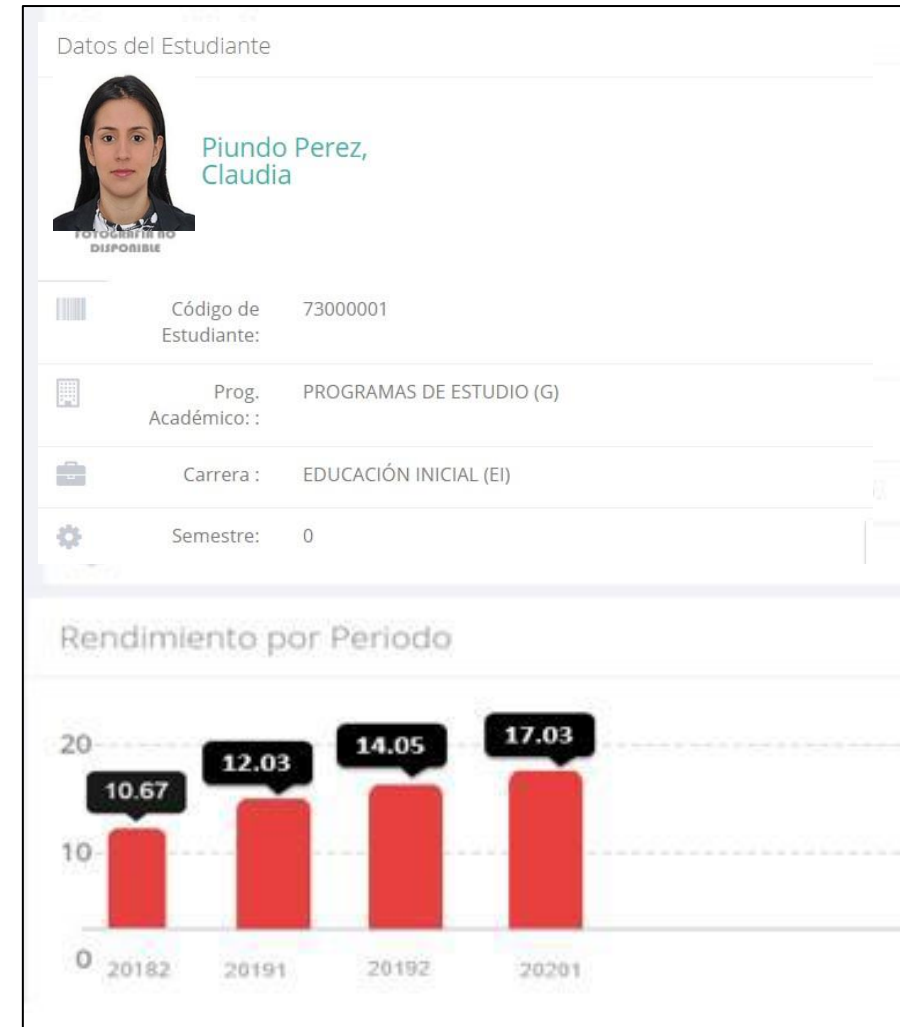 Datos del Estudiante
Piundo Perez,
Claudia
FOTOGRAFIA NO
DISPONIBLE
Código de
Estudiante:
73000001
Prog.
Académico: :
PROGRAMAS DE ESTUDIO (G)
Carrera :
EDUCACIÓN INICIAL (EI)
Semestre:
0
Rendimiento por Periodo
20
10
0
10.67
12.03
14.05
17.03
20182
20191
20192
20201